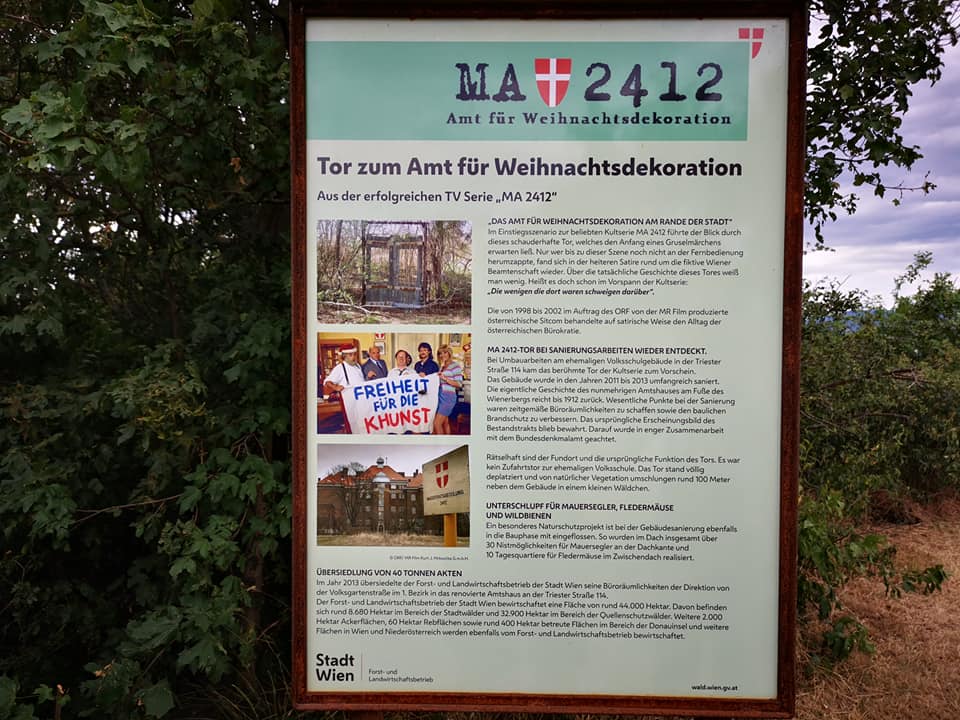 MA 2412
Amt für Weihnachtsdekoration
Tor zum Amt für Weihnachtsdekoration
Aus der erfolgreichen TV Serie „MA 2412“
„DAS AMT FÜR WEIHNACHTSDEKORATION AM RANDE DER STADT“
Im Einstiegsszenario zur beliebten Kultserie MA 2412 führte der Blick durch
dieses schauderhafte Tor, welches den Anfang eines Gruselmärchens
erwarten ließ. Nur wer bis zu dieser Szene noch nicht an der Fernbedienung
herumzappte, fand sich in der heiteren Satire rund um die fiktive Wiener
Beamtenschaft wieder. Über die tatsächliche Geschichte dieses Tores weiß
man wenig. Heißt es doch schon im Vorspann der Kultserie:
„Die wenigen die dort waren schweigen darüber“.
Die von 1998 bis 2002 im Auftrag des ORF von der MR Film produzierte
österreichische Sitcom behandelte auf satirische Weise den Alltag der
österreichischen Bürokratie.
FREIHEIT
FÜR DIE
KHUNST
MA 2412-TOR BEI SANIERUNGSARBEITEN WIEDER ENTDECKT.
Bei Umbauarbeiten am ehemaligen Volksschulgebäude in der Triester
Straße 114 kam das berühmte Tor der Kultserie zum Vorschein.
Das Gebäude wurde in den Jahren 2011 bis 2013 umfangreich saniert.
Die eigentliche Geschichte des nunmehrigen Amtshauses am Fuße des
Wienerbergs reicht bis 1912 zurück. Wesentliche Punkte bei der Sanierung
waren zeitgemäße Büroräumlichkeiten zu schaffen sowie den baulichen
Brandschutz zu verbessern. Das ursprüngliche Erscheinungsbild des
Bestandstrakts blieb bewahrt. Darauf wurde in enger Zusammenarbeit
mit dem Bundesdenkmalamt geachtet.
Rätselhaft sind der Fundort und die ursprüngliche Funktion des Tors. Es war
kein Zufahrtstor zur ehemaligen Volksschule. Das Tor stand völlig
deplatziert und von natürlicher Vegetation umschlungen rund 100 Meter
neben dem Gebäude in einem kleinen Wäldchen.
MAGISTRATSABTEILUNG
2412
UNTERSCHLUPF FÜR MAUERSEGLER, FLEDERMÄUSE
UND WILDBIENEN
Ein besonderes Naturschutzprojekt ist bei der Gebäudesanierung ebenfalls
in die Bauphase mit eingeflossen. So wurden im Dach insgesamt über
30 Nistmöglichkeiten für Mauersegler an der Dachkante und
10 Tagesquartiere für Fledermäuse im Zwischendach realisiert.
ÜBERSIEDLUNG VON 40 TONNEN AKTEN
Im Jahr 2013 übersiedelte der Forst- und Landwirtschaftsbetrieb der Stadt Wien seine Büroräumlichkeiten der Direktion von
der Volksgartenstraße im 1. Bezirk in das renovierte Amtshaus an der Triester Straße 114.
Der Forst- und Landwirtschaftsbetrieb der Stadt Wien bewirtschaftet eine Fläche von rund 44.000 Hektar. Davon befinden
sich rund 8.680 Hektar im Bereich der Stadtwälder und 32.900 Hektar im Bereich der Quellenschutzwälder. Weitere 2.000
Hektar Ackerflächen, 60 Hektar Rebflächen sowie rund 400 Hektar betreute Flächen im Bereich der Donauinsel und weitere
Flächen in Wien und Niederösterreich werden ebenfalls vom Forst- und Landwirtschaftsbetrieb bewirtschaftet.
Stadt
Wien
Forst- und
Landwirtschaftsbetrieb
wald.wien.gv.at